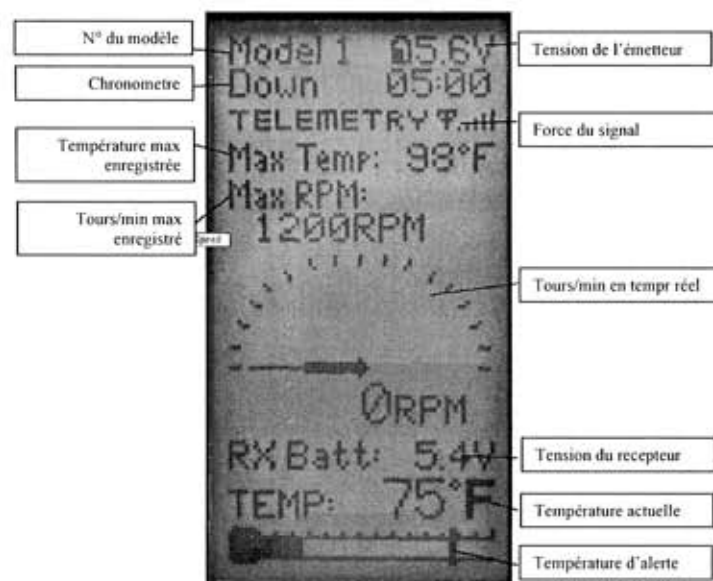 N° du modèle
Chronometre
Température max
enregistrée
Tours/min max
enregistré
Model 1 5.6V
Down 05:00
TELEMETRY
Max Temp: 98°F
Max RPM:
1200RPM
0RPM
RX Batt: 5.4V
TEMP: 75°F
Tension de l'émetteur
Force du signal
Tours/min en tempr réel
Tension du recepteur
Température actuelle
Température d'alerte